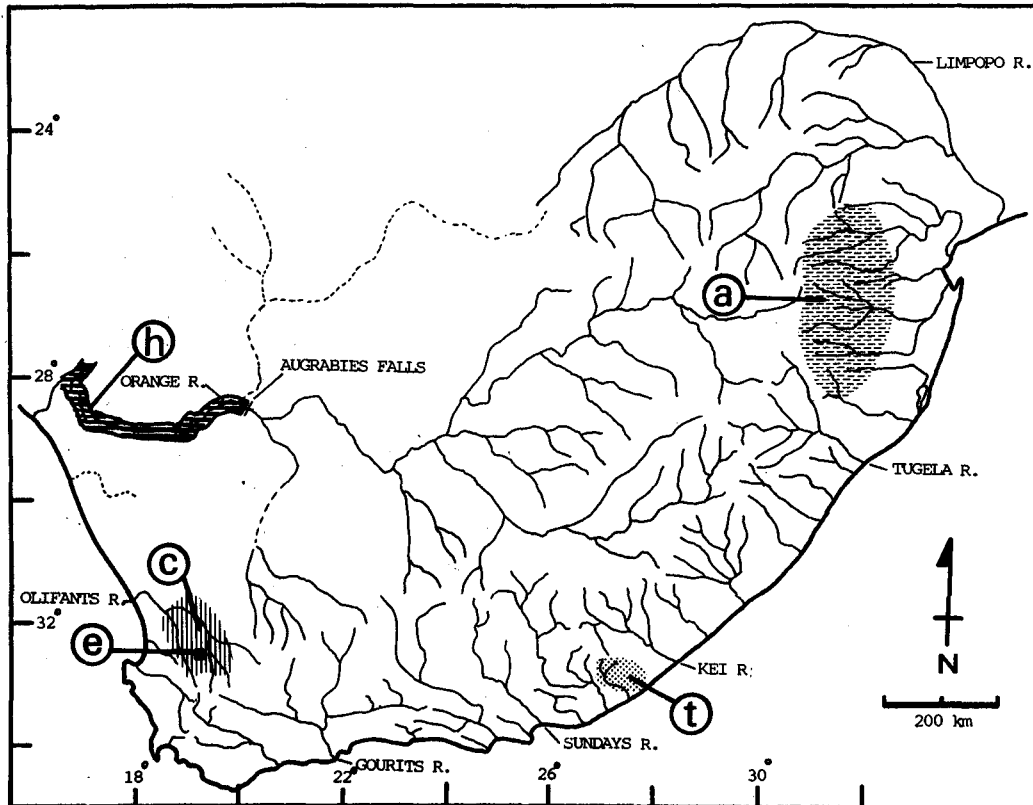 LIMPOPO R.
24°
a
h
28°
ORANGE R.
AUGRABIES FALLS
TUGELA R.
c
OLIFANTS R.
32°
e
KEI R.
N
t
200 km
SUNDAYS R.
GOURITS R.
18° 22° 26° 30°